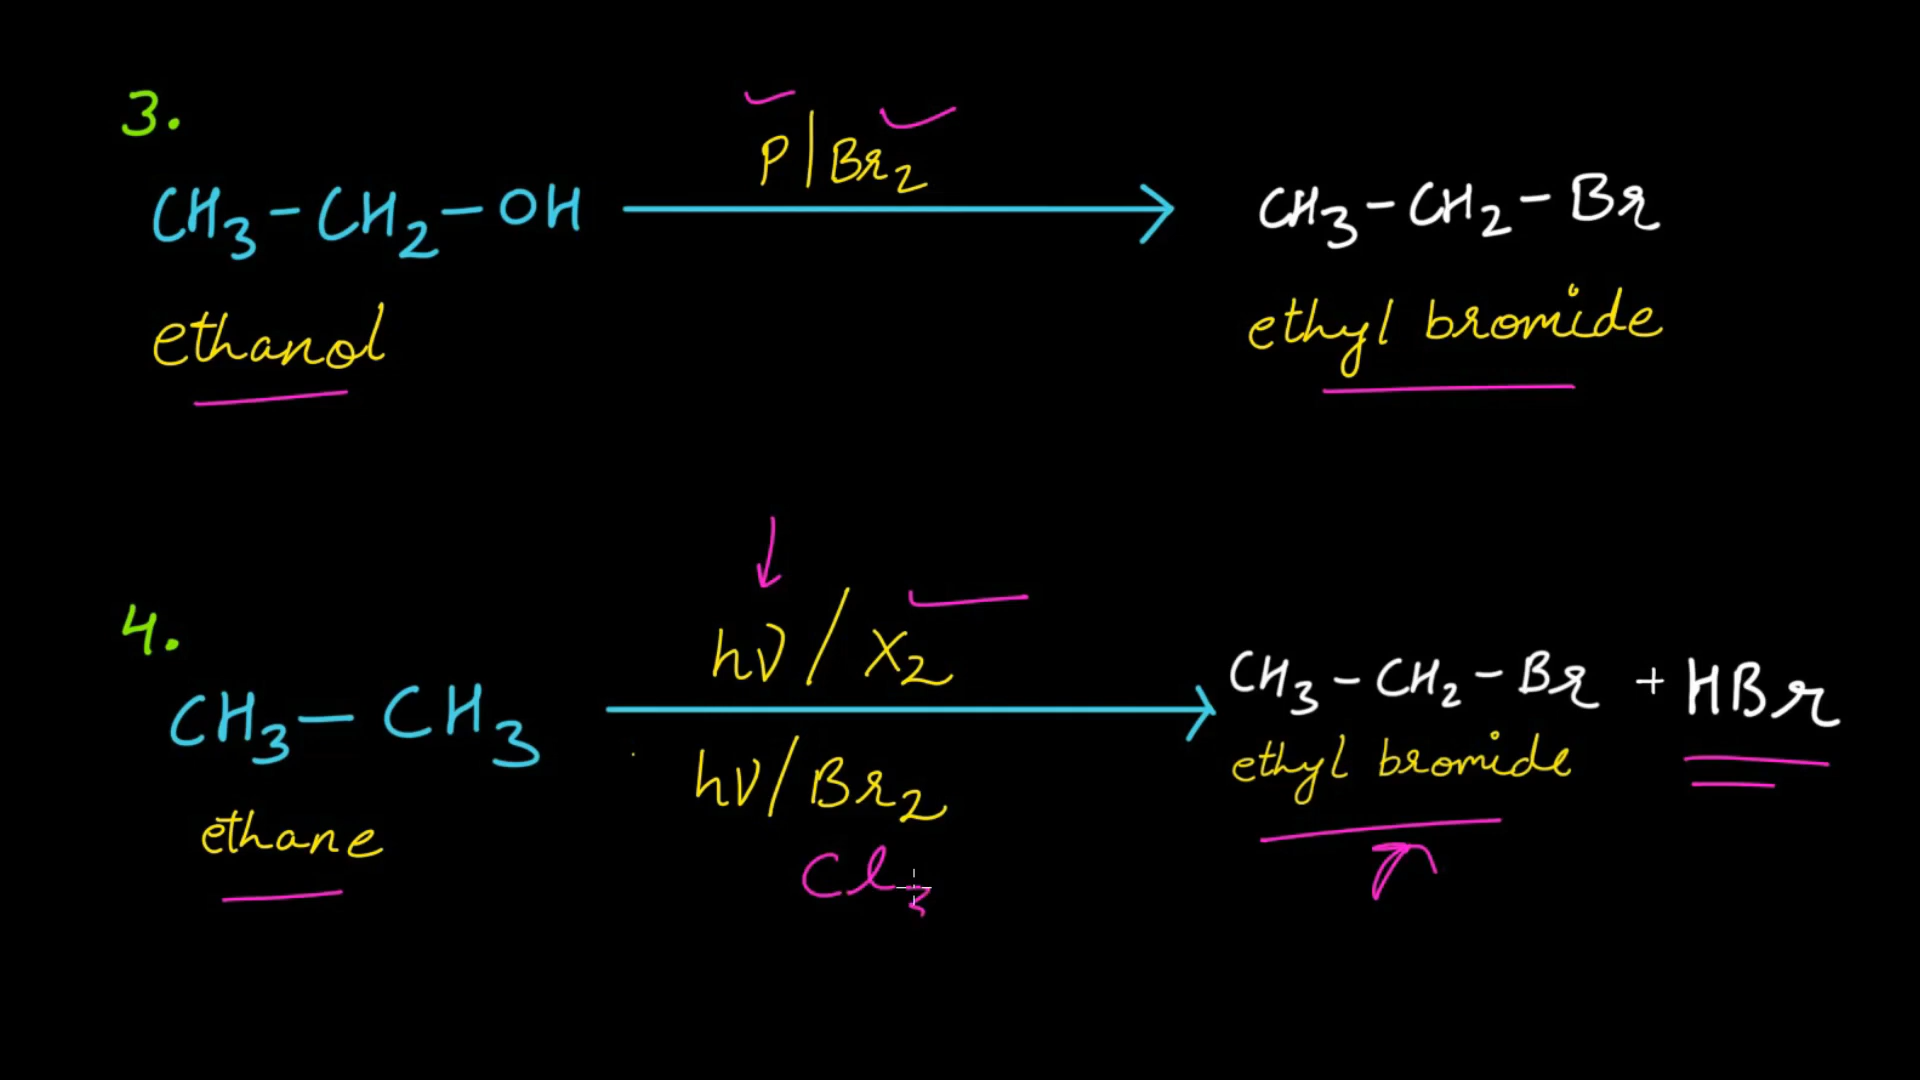 3.
P/Br2
CH3-CH2-OH → CH3-CH2-Br
ethanol ethyl bromide
4.
hν/X2
CH3-CH3 → CH3-CH2-Br + HBr
hν/Br2
ethane ethyl bromide
Cl2